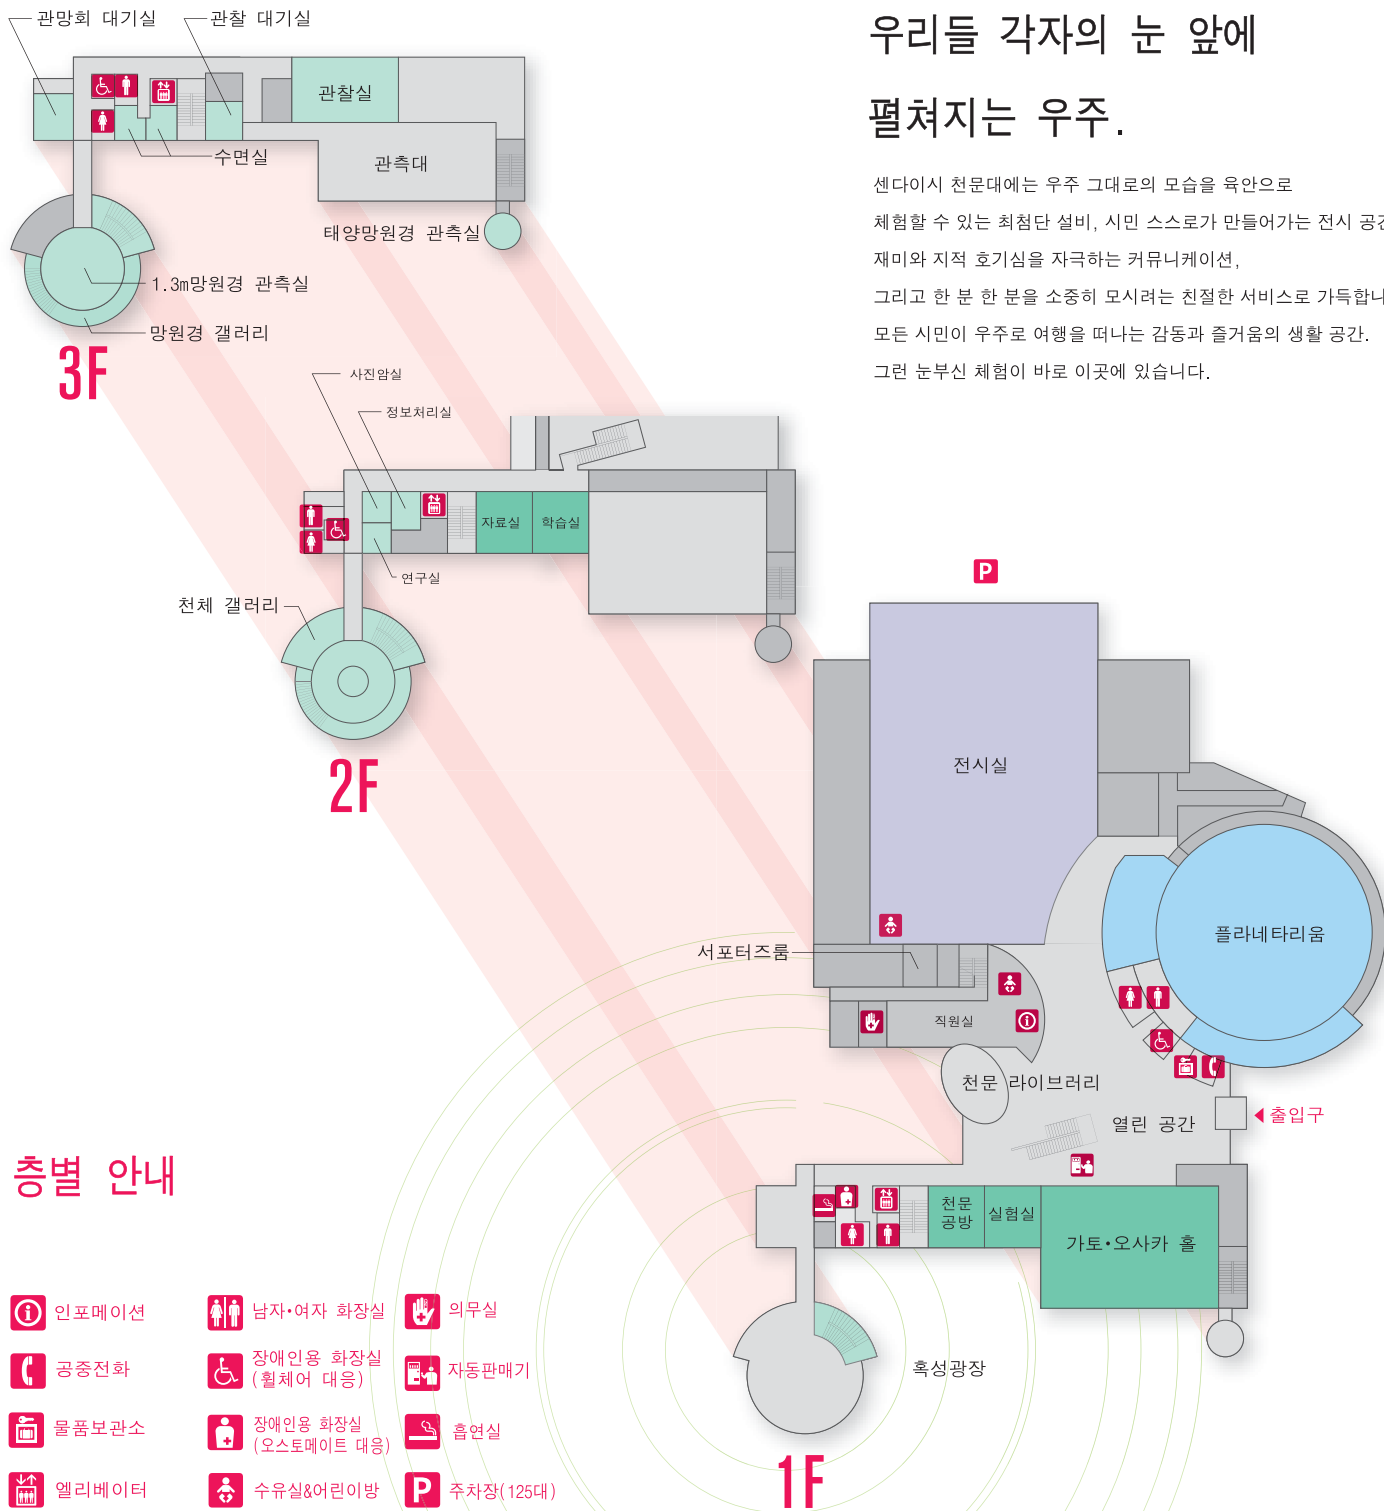 우리들 각자의 눈 앞에
펼쳐지는 우주.
센다이시 천문대에는 우주 그대로의 모습을 육안으로
체험할 수 있는 최첨단 설비, 시민 스스로가 만들어가는 전시 공간
재미와 지적 호기심을 자극하는 커뮤니케이션,
그리고 한 분 한 분을 소중히 모시려는 친절한 서비스로 가득합니
모든 시민이 우주로 여행을 떠나는 감동과 즐거움의 생활 공간.
그런 눈부신 체험이 바로 이곳에 있습니다.
관망회 대기실
관찰 대기실
관찰실
수면실
관측대
태양망원경 관측실
1.3m망원경 관측실
망원경 갤러리
3F
사진암실
정보처리실
자료실
학습실
연구실
천체 갤러리
2F
P
전시실
플라네타리움
서포터즈룸
직원실
천문 라이브러리
열린 공간
출입구
천문
공방
실험실
가토•오사카 홀
혹성광장
1F
층별 안내
인포메이션
공중전화
물품보관소
엘리베이터
남자•여자 화장실
장애인용 화장실
(휠체어 대응)
장애인용 화장실
(오스토메이트 대응)
수유실&어린이방
의무실
자동판매기
흡연실
P 주차장(125대)